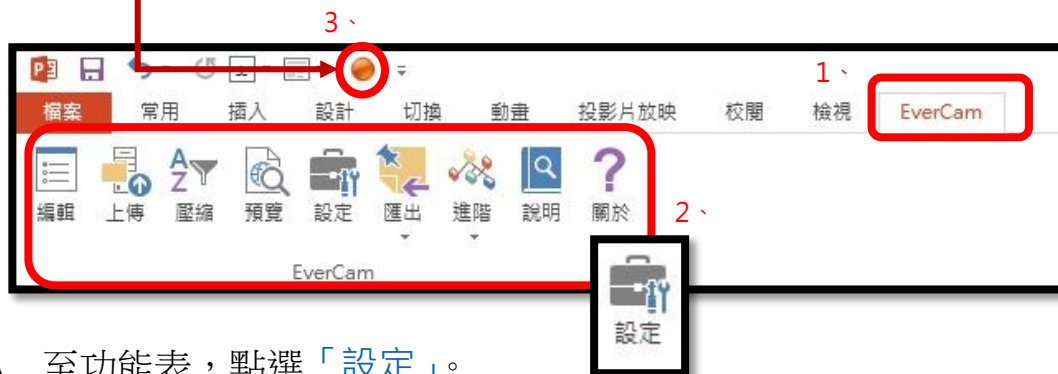 3、
1、
檔案 常用 插入 設計 切換 動畫 投影片放映 校閱 檢視 EverCam
編輯 上傳 壓縮 預覽 設定 匯出 進階 說明 關於
2、
EverCam
設定
至功能表，點選「設定」。